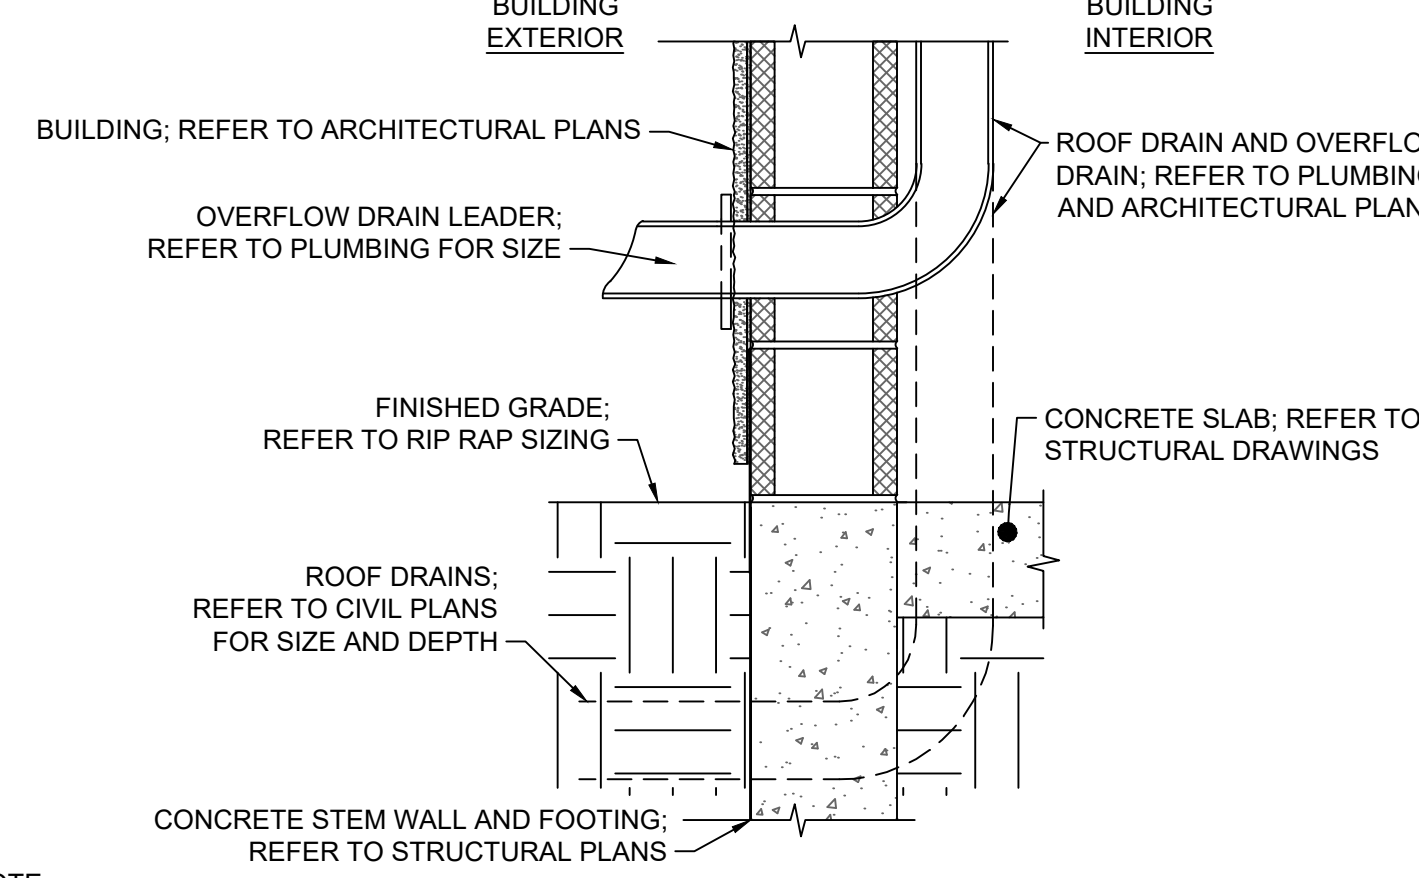 BUILDING
EXTERIOR
BUILDING
INTERIOR
BUILDING; REFER TO ARCHITECTURAL PLANS
ROOF DRAIN AND OVERFLO
DRAIN; REFER TO PLUMBING
AND ARCHITECTURAL PLAN
OVERFLOW DRAIN LEADER;
REFER TO PLUMBING FOR SIZE
FINISHED GRADE;
REFER TO RIP RAP SIZING
CONCRETE SLAB; REFER TO
STRUCTURAL DRAWINGS
ROOF DRAINS;
REFER TO CIVIL PLANS
FOR SIZE AND DEPTH
CONCRETE STEM WALL AND FOOTING;
REFER TO STRUCTURAL PLANS